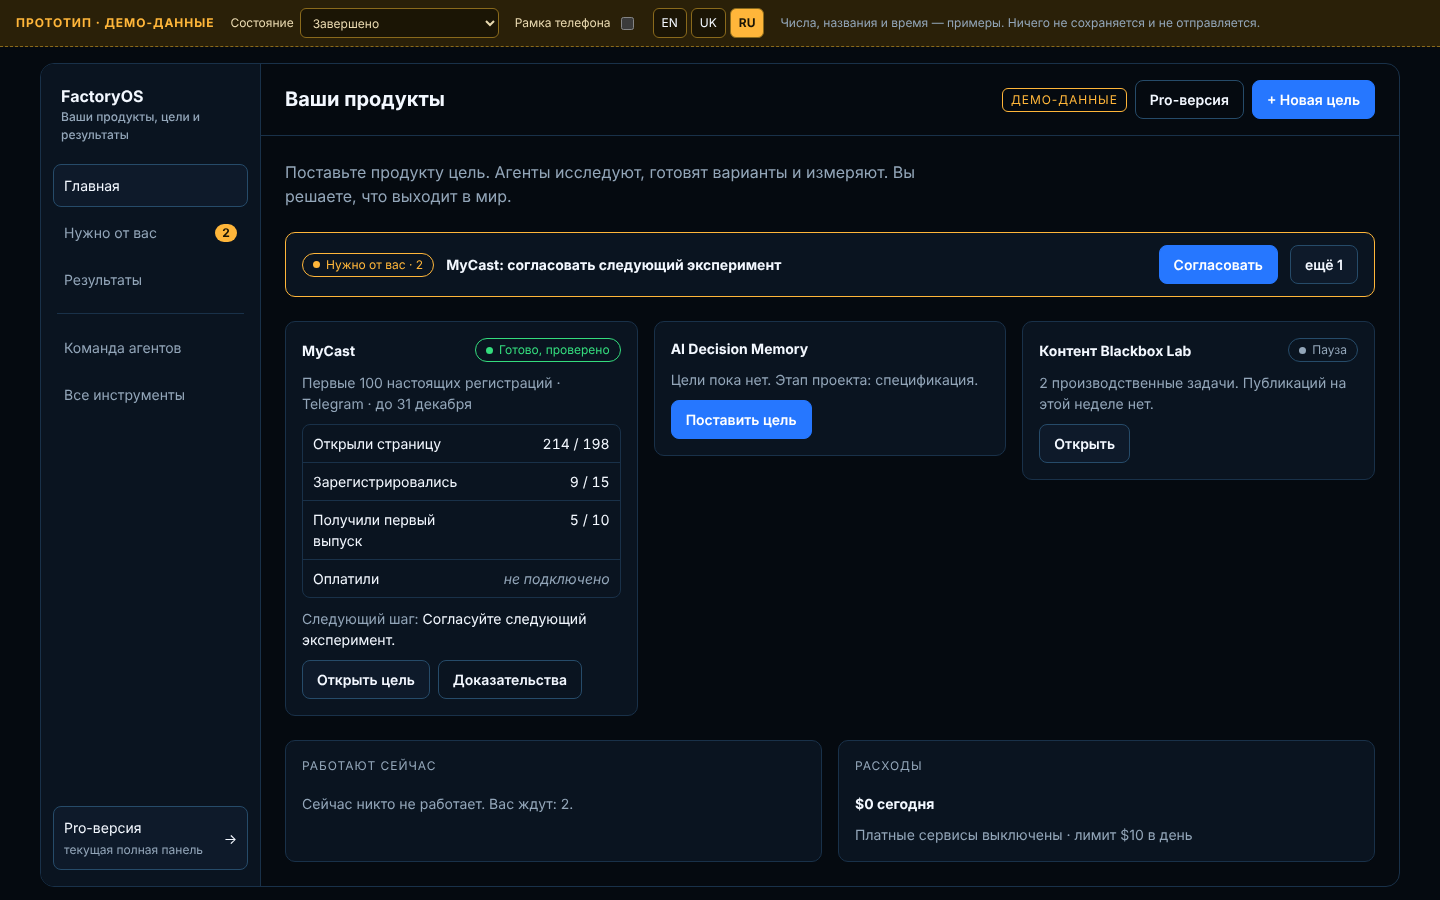 ПРОТОТИП · ДЕМО-ДАННЫЕ
Состояние
Завершено
Рамка телефона
EN
UK
RU
Числа, названия и время — примеры. Ничего не сохраняется и не отправляется.
FactoryOS
Ваши продукты, цели и
результаты
Главная
Нужно от вас
2
Результаты
Команда агентов
Все инструменты
Pro-версия
текущая полная панель
→
Ваши продукты
ДЕМО-ДАННЫЕ
Pro-версия
+ Новая цель
Поставьте продукту цель. Агенты исследуют, готовят варианты и измеряют. Вы
решаете, что выходит в мир.
Нужно от вас · 2
MyCast: согласовать следующий эксперимент
Согласовать
ещё 1
MyCast
Готово, проверено
Первые 100 настоящих регистраций ·
Telegram · до 31 декабря
Открыли страницу 214 / 198
Зарегистрировались 9 / 15
Получили первый
выпуск
5 / 10
Оплатили не подключено
Следующий шаг: Согласуйте следующий
эксперимент.
Открыть цель
Доказательства
AI Decision Memory
Цели пока нет. Этап проекта: спецификация.
Поставить цель
Контент Blackbox Lab
Пауза
2 производственные задачи. Публикаций на
этой неделе нет.
Открыть
РАБОТАЮТ СЕЙЧАС
Сейчас никто не работает. Вас ждут: 2.
РАСХОДЫ
$0 сегодня
Платные сервисы выключены · лимит $10 в день